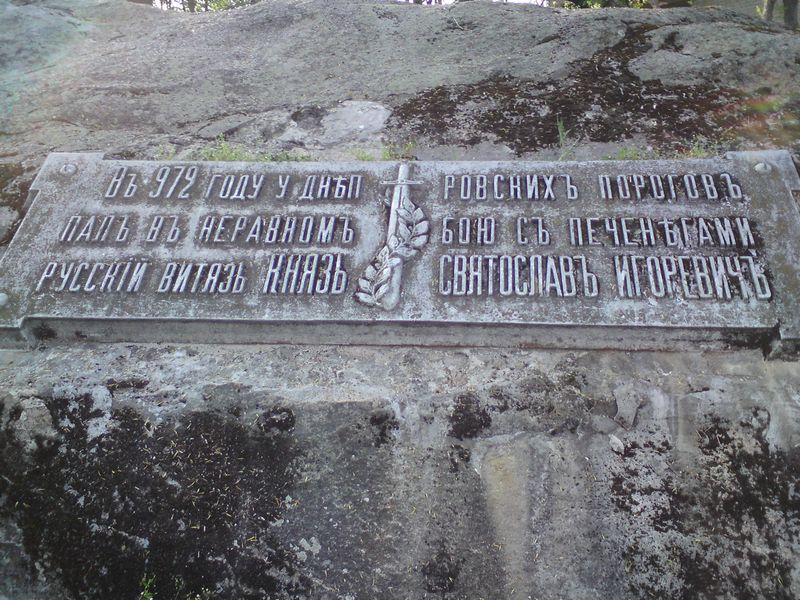 Въ 972 году у Днѣпровскихъ пороговъ
палъ въ неравномъ бою съ печенѣгами
русскій витязь князь Святославъ Игоревичъ